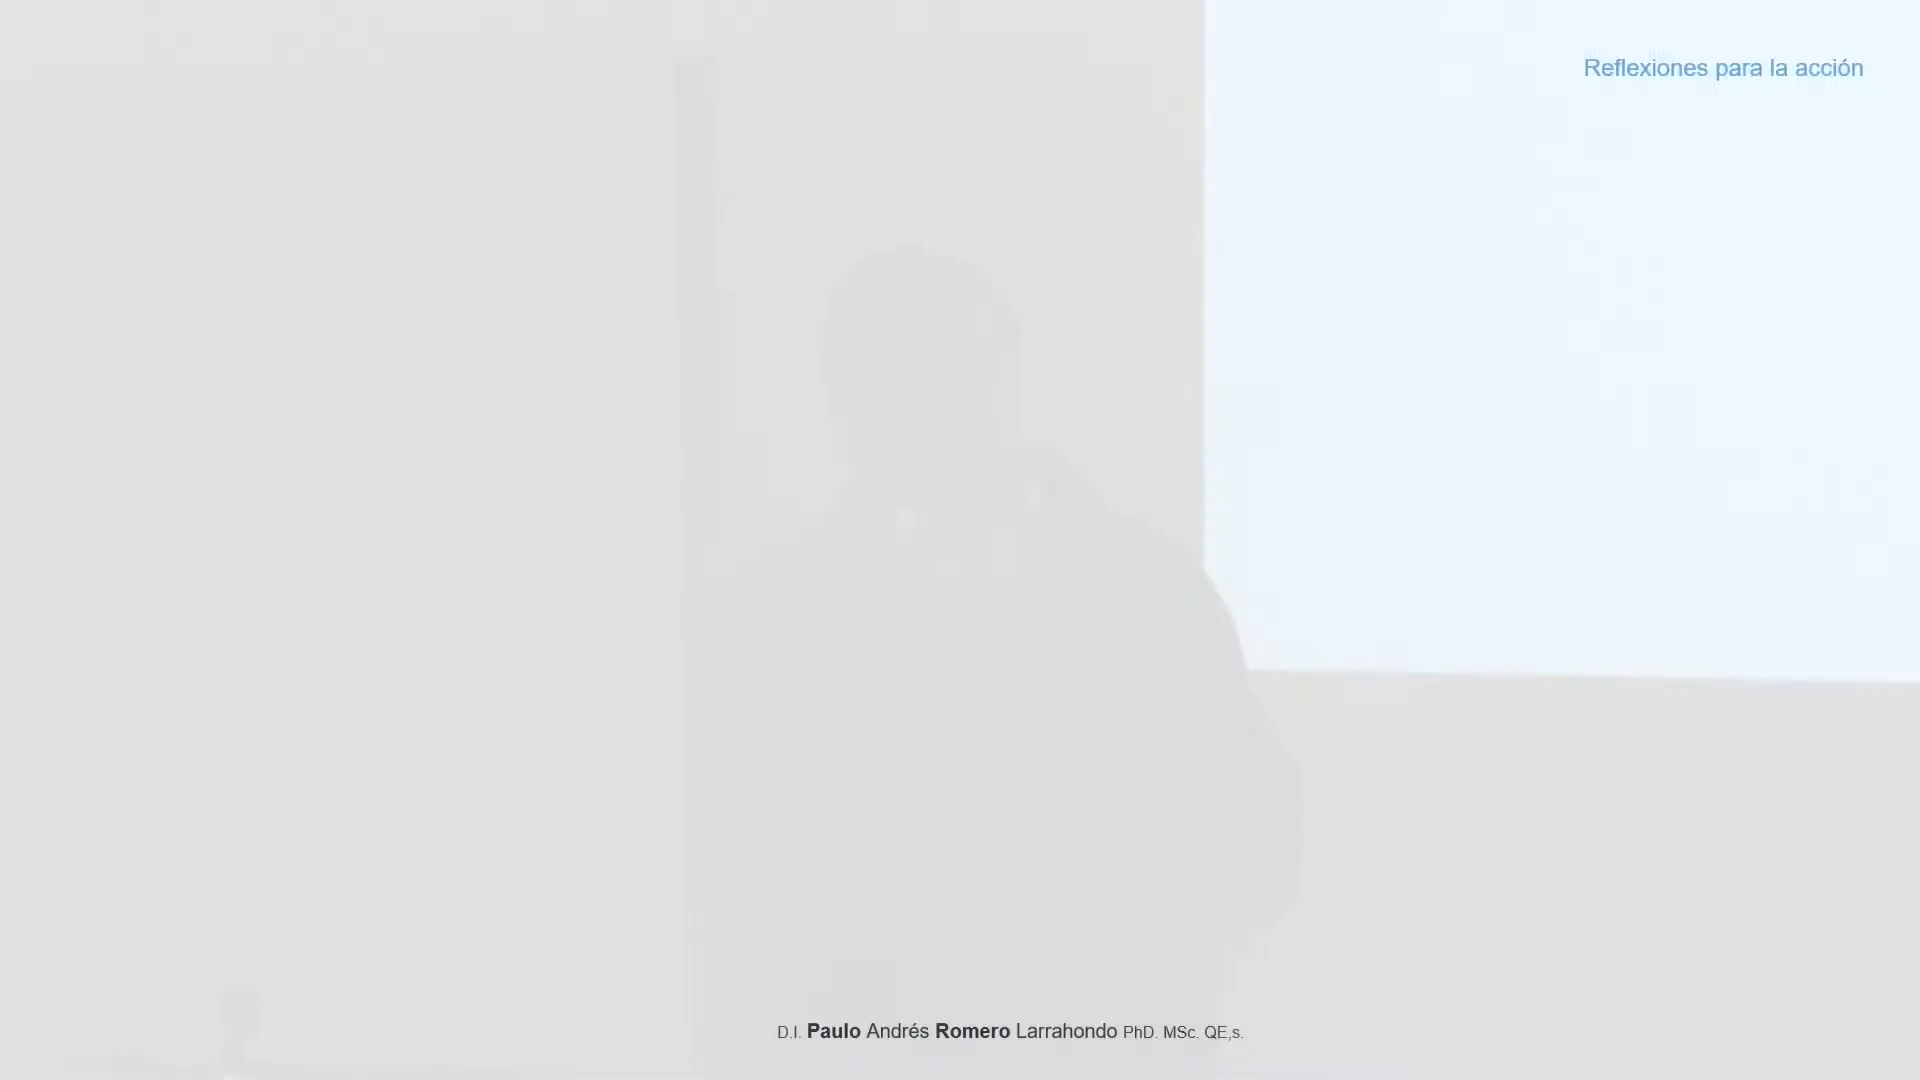 Reflexiones para la acción
D.I. Paulo Andrés Romero Larrahondo PhD. MSc. QE,s.